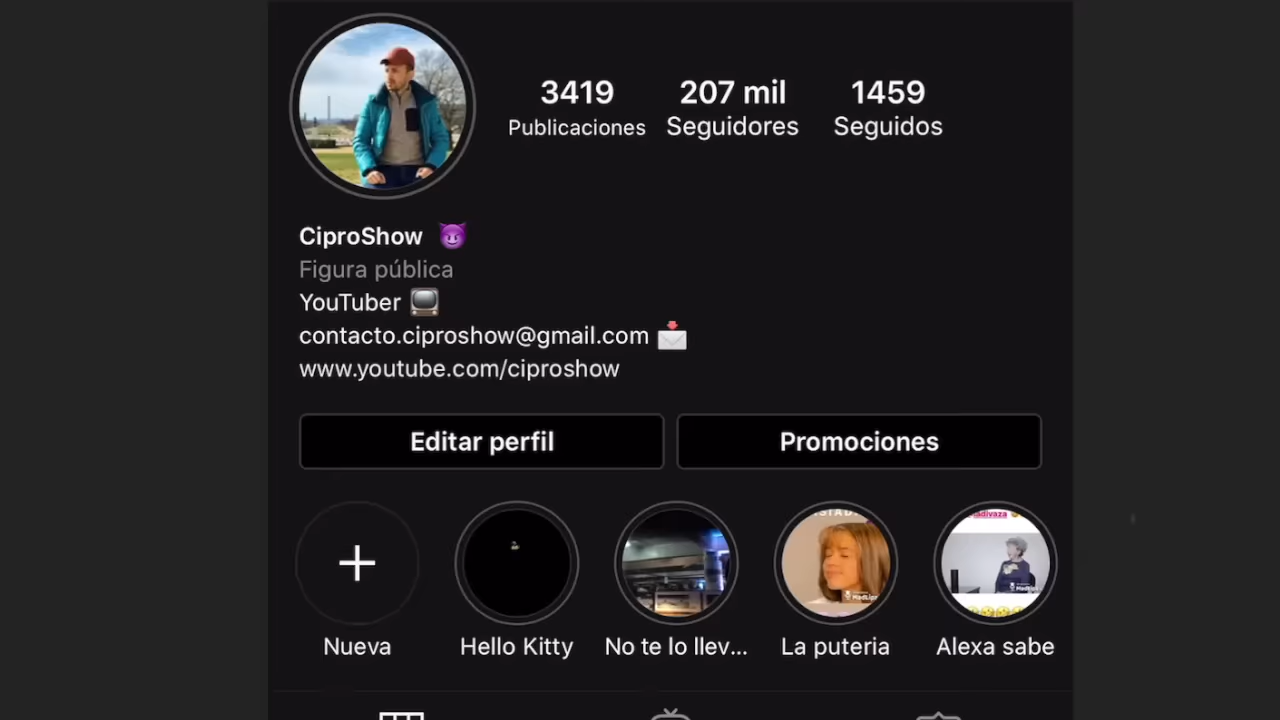 3419 207 mil 1459
Publicaciones Seguidores Seguidos
CiproShow 😈
Figura pública
YouTuber 📺
contacto.ciproshow@gmail.com 📩
www.youtube.com/ciproshow
Editar perfil Promociones
MadLipz
Nueva Hello Kitty No te lo llev... La puteria Alexa sabe